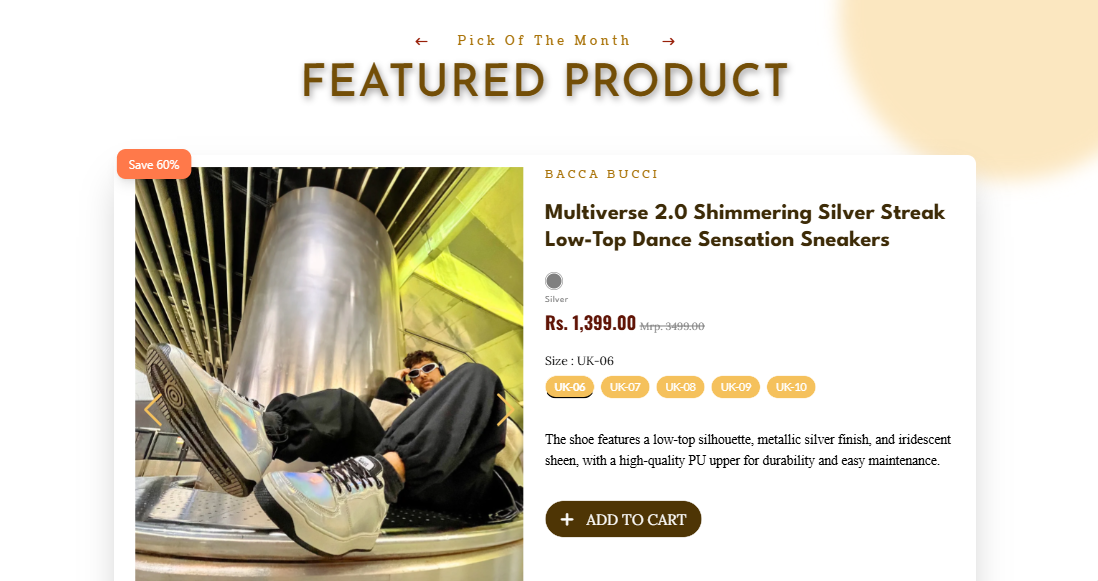 ← Pick Of The Month →
FEATURED PRODUCT
Save 60%
BACCA BUCCI
Multiverse 2.0 Shimmering Silver Streak
Low-Top Dance Sensation Sneakers
Silver
Rs. 1,399.00 Mrp. 3499.00
Size : UK-06
UK-06 UK-07 UK-08 UK-09 UK-10
The shoe features a low-top silhouette, metallic silver finish, and iridescent
sheen, with a high-quality PU upper for durability and easy maintenance.
+ ADD TO CART